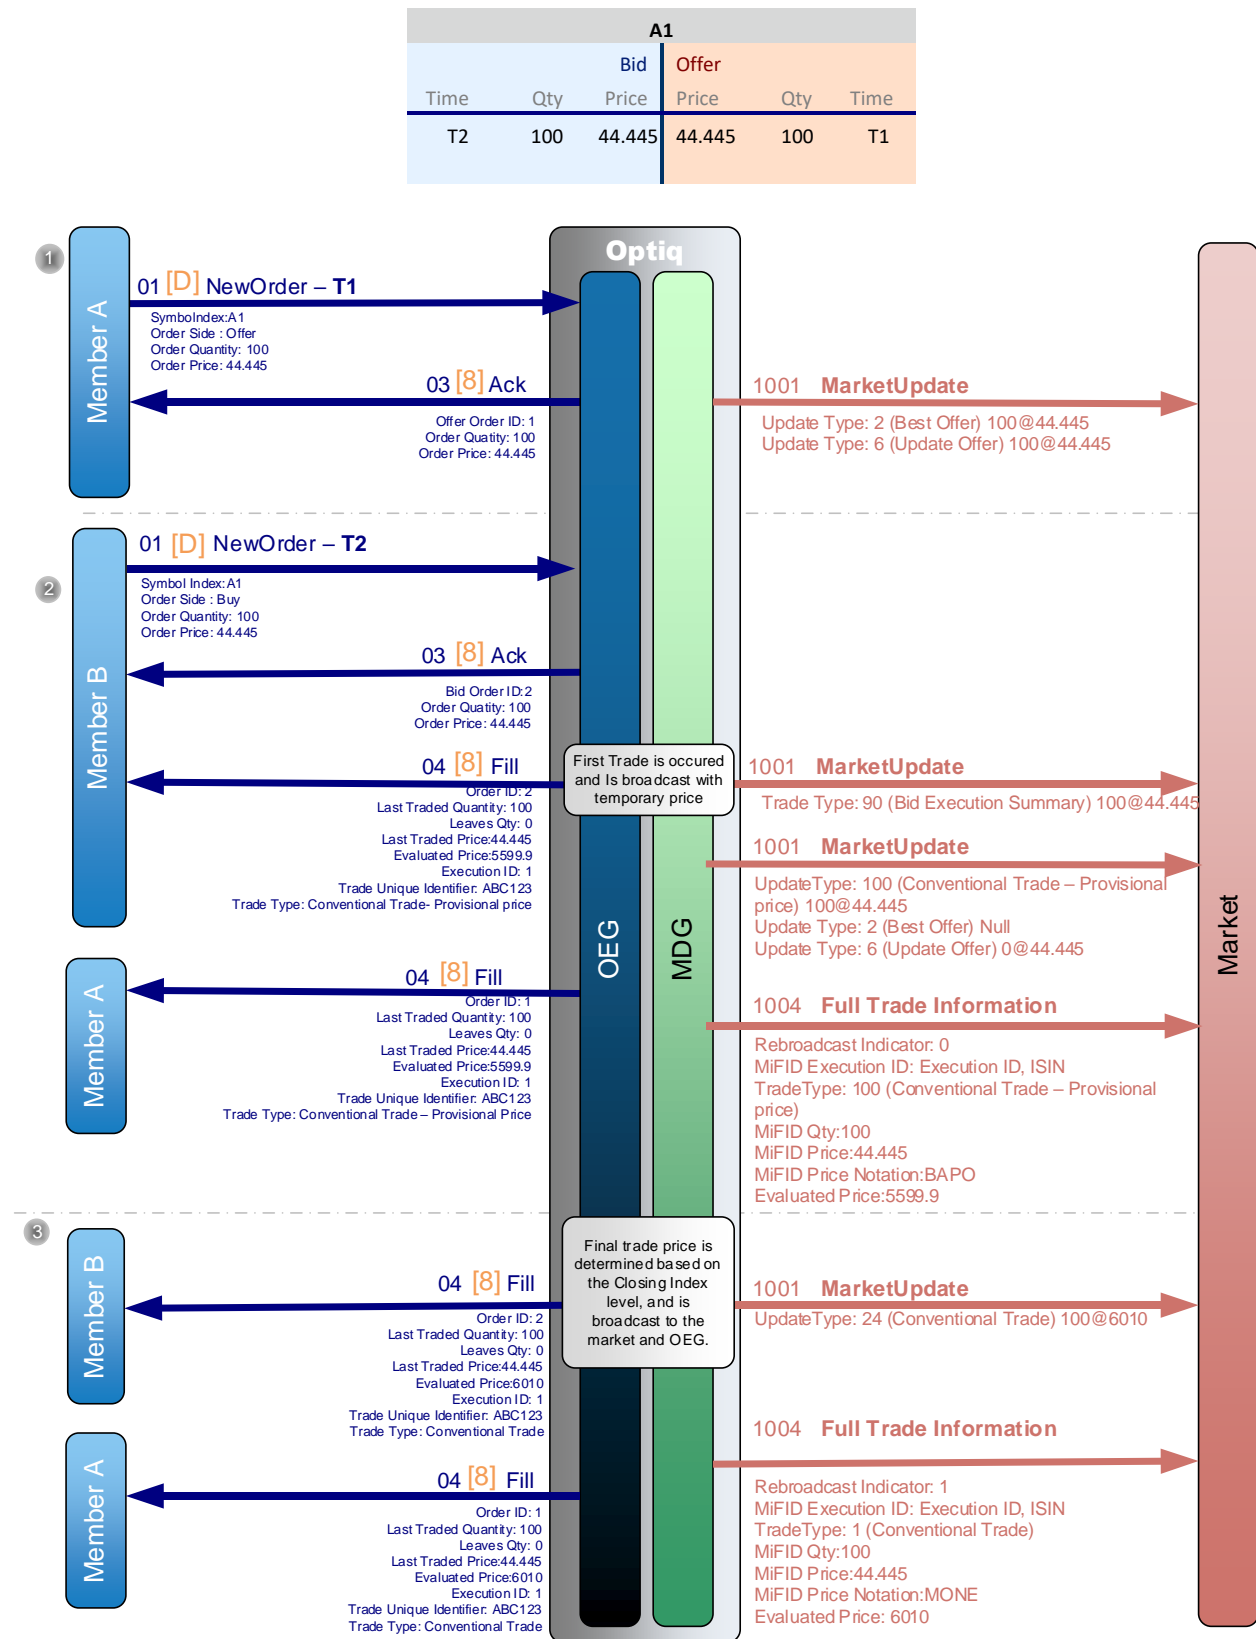 A1
Bid Offer
Time Qty Price Price Qty Time
T2 100 44.445 44.445 100 T1
Optiq
1
Member A
01 [D] NewOrder – T1
SymbolIndex:A1
Order Side : Offer
Order Quantity: 100
Order Price: 44.445
03 [8] Ack
Offer Order ID: 1
Order Quatity: 100
Order Price: 44.445
1001 MarketUpdate
Update Type: 2 (Best Offer) 100@44.445
Update Type: 6 (Update Offer) 100@44.445
2
Member B
01 [D] NewOrder – T2
Symbol Index:A1
Order Side : Buy
Order Quantity: 100
Order Price: 44.445
03 [8] Ack
Bid Order ID:2
Order Quatity: 100
Order Price: 44.445
04 [8] Fill
Order ID: 2
Last Traded Quantity: 100
Leaves Qty: 0
Last Traded Price:44.445
Evaluated Price:5599.9
Execution ID: 1
Trade Unique Identifier: ABC123
Trade Type: Conventional Trade- Provisional price
First Trade is occured
and Is broadcast with
temporary price
1001 MarketUpdate
Trade Type: 90 (Bid Execution Summary) 100@44.445
1001 MarketUpdate
UpdateType: 100 (Conventional Trade – Provisional
price) 100@44.445
Update Type: 2 (Best Offer) Null
Update Type: 6 (Update Offer) 0@44.445
OEG
MDG
Market
Member A
04 [8] Fill
Order ID: 1
Last Traded Quantity: 100
Leaves Qty: 0
Last Traded Price:44.445
Evaluated Price:5599.9
Execution ID: 1
Trade Unique Identifier: ABC123
Trade Type: Conventional Trade – Provisional Price
1004 Full Trade Information
Rebroadcast Indicator: 0
MiFID Execution ID: Execution ID, ISIN
TradeType: 100 (Conventional Trade – Provisional
price)
MiFID Qty:100
MiFID Price:44.445
MiFID Price Notation:BAPO
Evaluated Price:5599.9
3
Member B
04 [8] Fill
Order ID: 2
Last Traded Quantity: 100
Leaves Qty: 0
Last Traded Price:44.445
Evaluated Price:6010
Execution ID: 1
Trade Unique Identifier: ABC123
Trade Type: Conventional Trade
Final trade price is
determined based on
the Closing Index
level, and is
broadcast to the
market and OEG.
1001 MarketUpdate
UpdateType: 24 (Conventional Trade) 100@6010
Member A
04 [8] Fill
Order ID: 1
Last Traded Quantity: 100
Leaves Qty: 0
Last Traded Price:44.445
Evaluated Price:6010
Execution ID: 1
Trade Unique Identifier: ABC123
Trade Type: Conventional Trade
1004 Full Trade Information
Rebroadcast Indicator: 1
MiFID Execution ID: Execution ID, ISIN
TradeType: 1 (Conventional Trade)
MiFID Qty:100
MiFID Price:44.445
MiFID Price Notation:MONE
Evaluated Price: 6010